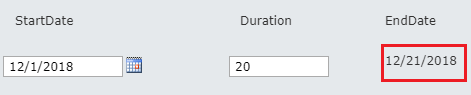 StartDate Duration EndDate
12/1/2018 20 12/21/2018